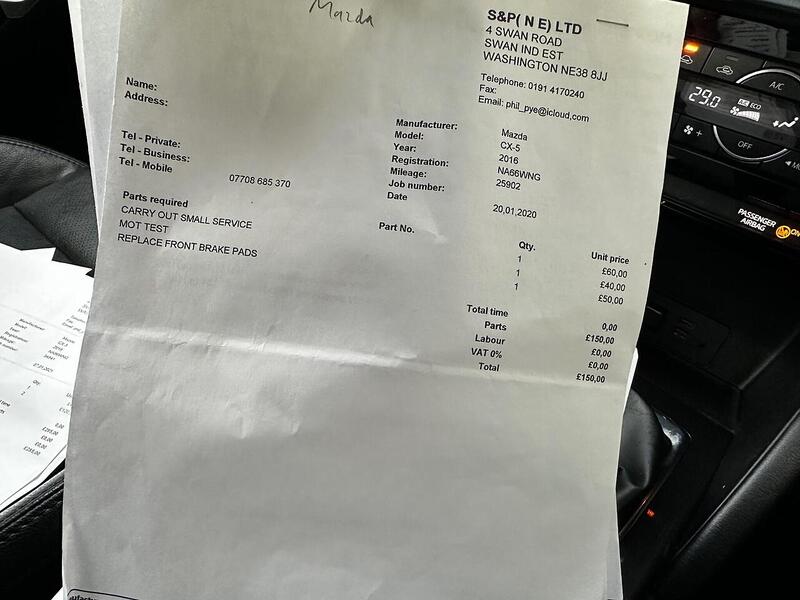 Mazda
S&P( N E) LTD
4 SWAN ROAD
SWAN IND EST
WASHINGTON NE38 8JJ
Telephone: 0191 4170240
Fax:
Email: phil_pye@icloud.com
Name:
Address:
Tel - Private:
Tel - Business:
Tel - Mobile
07708 685 370
Manufacturer: Mazda
Model: CX-5
Year: 2016
Registration: NA66WNG
Mileage: 25902
Job number:
Date 20,01,2020
Parts required Part No. Qty. Unit price
CARRY OUT SMALL SERVICE 1 £60,00
MOT TEST 1 £40,00
REPLACE FRONT BRAKE PADS 1 £50,00
Total time 0,00
Parts £150,00
Labour £0,00
VAT 0% £0,00
Total £150,00
29.0
A/C
ECO
OFF
PASSENGER
AIRBAG
ON